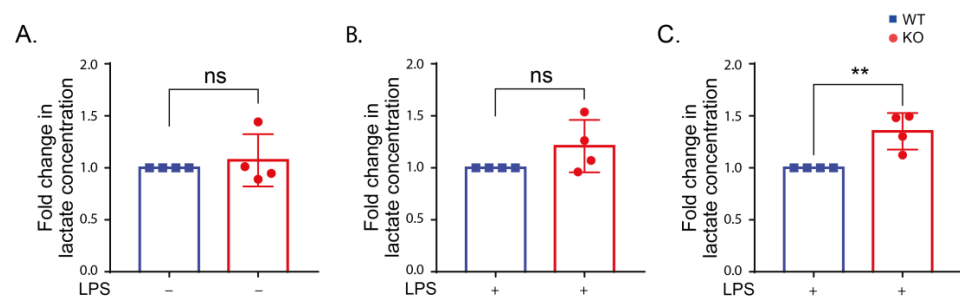 WT
KO
A.
Fold change in
lactate concentration
2.0
1.5
1.0
0.5
0.0
ns
LPS
–
–
B.
Fold change in
lactate concentration
2.0
1.5
1.0
0.5
0.0
ns
LPS
+
+
C.
Fold change in
lactate concentration
2.0
1.5
1.0
0.5
0.0
**
LPS
+
+